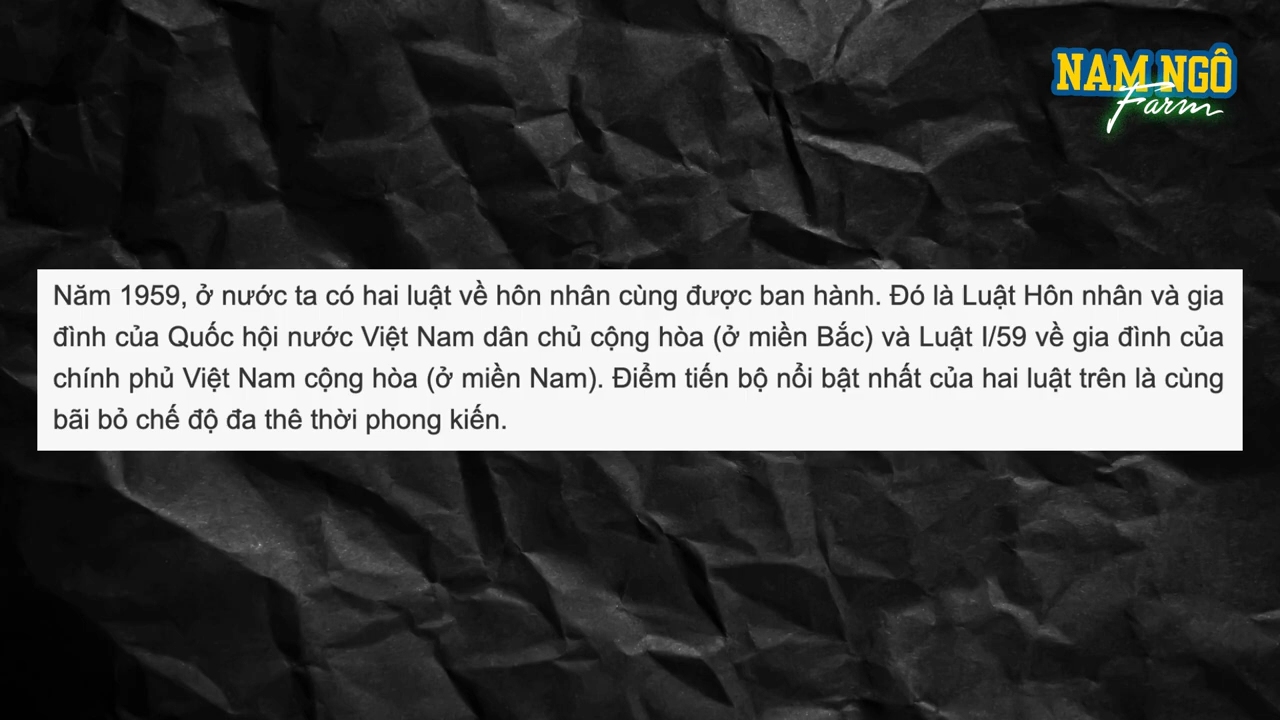 NAM NGÔ
Farm
Năm 1959, ở nước ta có hai luật về hôn nhân cùng được ban hành. Đó là Luật Hôn nhân và gia
đình của Quốc hội nước Việt Nam dân chủ cộng hòa (ở miền Bắc) và Luật I/59 về gia đình của
chính phủ Việt Nam cộng hòa (ở miền Nam). Điểm tiến bộ nổi bật nhất của hai luật trên là cùng
bãi bỏ chế độ đa thê thời phong kiến.